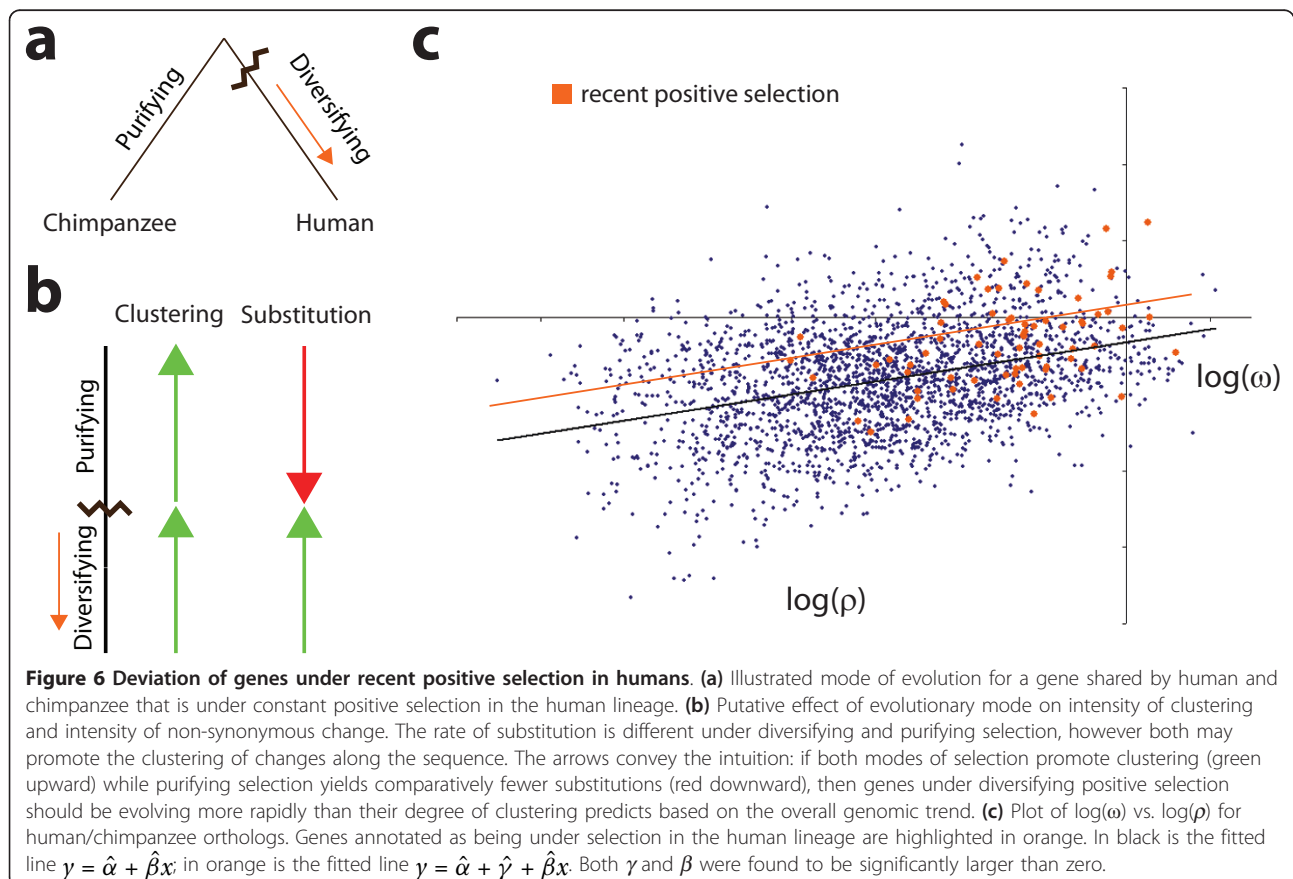 a
Purifying
Diversifying
Chimpanzee
Human
b
Clustering
Substitution
Purifying
Diversifying
c
recent positive selection
log(ω)
log(ρ)
Figure 6 Deviation of genes under recent positive selection in humans. (a) Illustrated mode of evolution for a gene shared by human and
chimpanzee that is under constant positive selection in the human lineage. (b) Putative effect of evolutionary mode on intensity of clustering
and intensity of non-synonymous change. The rate of substitution is different under diversifying and purifying selection, however both may
promote the clustering of changes along the sequence. The arrows convey the intuition: if both modes of selection promote clustering (green
upward) while purifying selection yields comparatively fewer substitutions (red downward), then genes under diversifying positive selection
should be evolving more rapidly than their degree of clustering predicts based on the overall genomic trend. (c) Plot of log(ω) vs. log(ρ) for
human/chimpanzee orthologs. Genes annotated as being under selection in the human lineage are highlighted in orange. In black is the fitted
line y = α̂ + β̂x; in orange is the fitted line y = α̂ + γ̂ + β̂x. Both γ and β were found to be significantly larger than zero.